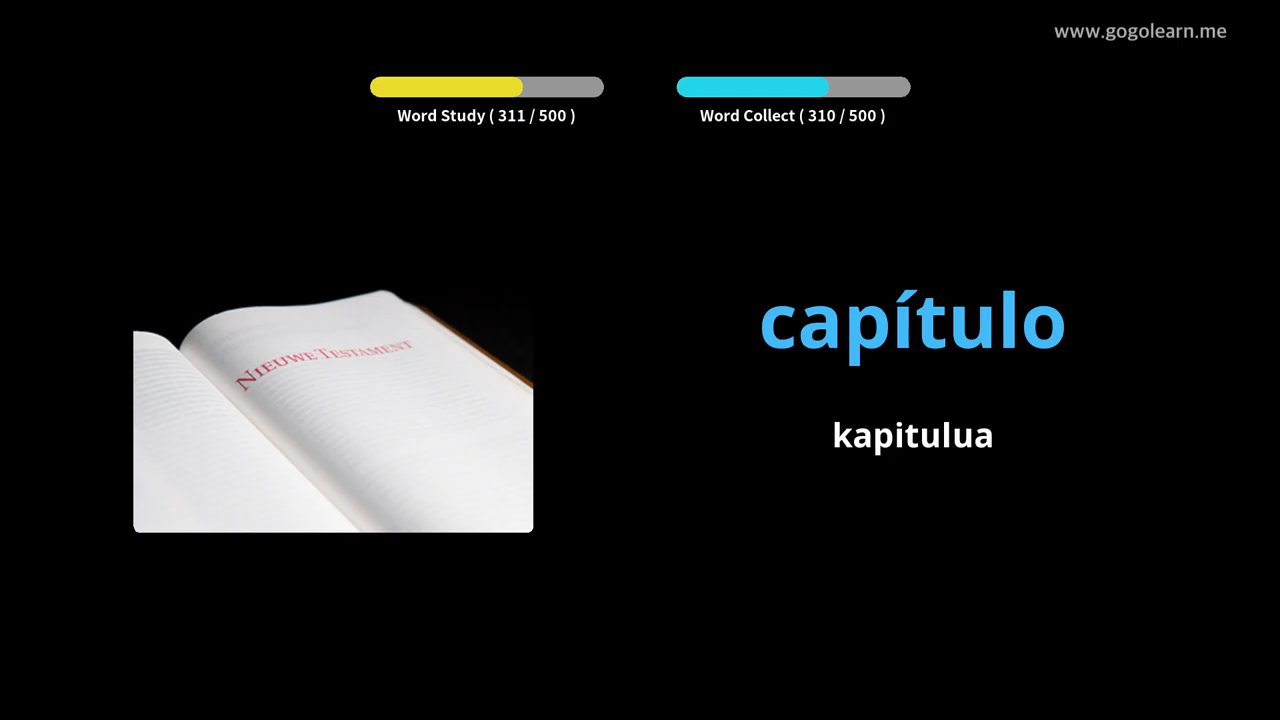 www.gogolearn.me
Word Study ( 311 / 500 )
Word Collect ( 310 / 500 )
NIEUWE TESTAMENT
capítulo
kapitulua